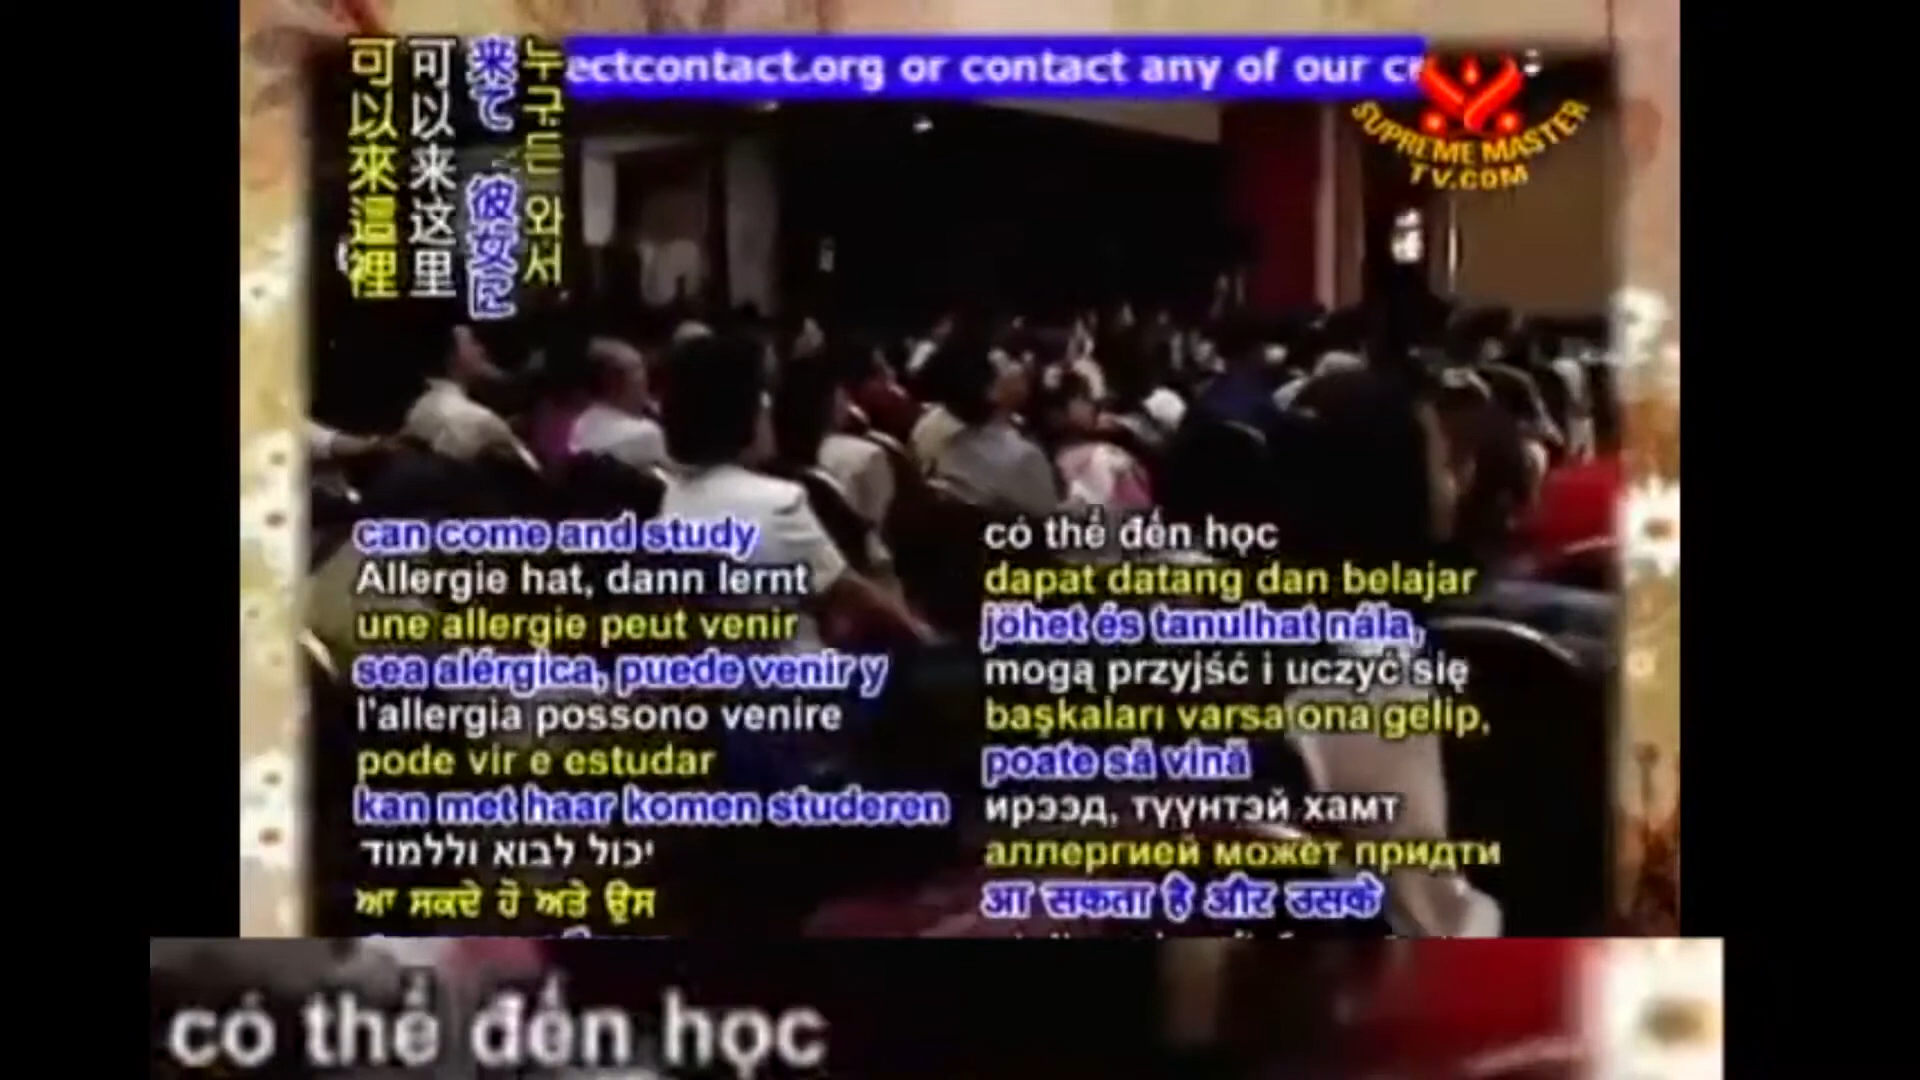 可以來這裡
可以来这里
来て 彼女に
누구든 와서
ectcontact.org or contact any of our
SUPREME MASTER
TV.COM
can come and study
Allergie hat, dann lernt
une allergie peut venir
sea alérgica, puede venir y
l'allergia possono venire
pode vir e estudar
kan met haar komen studeren
יכול לבוא וללמוד
ਆ ਸਕਦੇ ਹੋ ਅਤੇ ਉਸ
có thể đến học
dapat datang dan belajar
jöhet és tanulhat nála,
mogą przyjść i uczyć się
başkaları varsa ona gelip,
poate să vină
ирээд, түүнтэй хамт
аллергией может придти
आ सकता है और उसके
có thể đến học